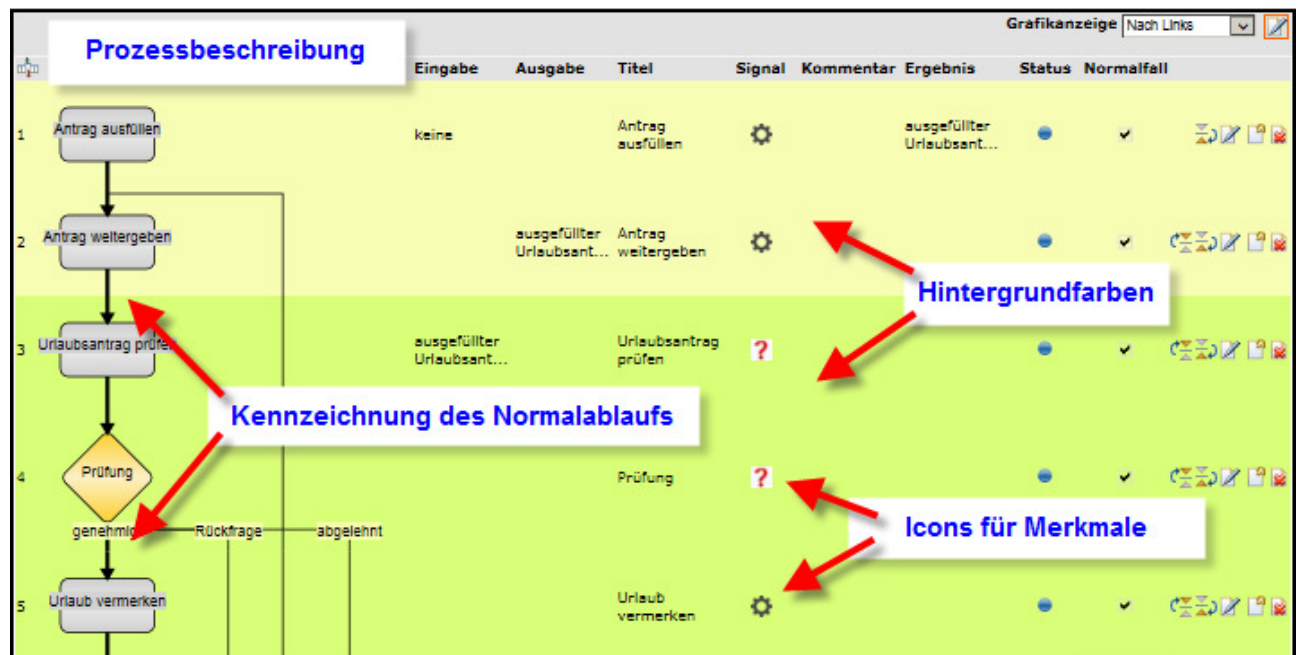 Grafikanzeige Nach Links
Prozessbeschreibung
Eingabe Ausgabe Titel Signal Kommentar Ergebnis Status Normalfall
1 Antrag ausfüllen keine Antrag ausfüllter
ausfüllen Urlaubsant...
2 Antrag weitergeben ausgefüllter Antrag
Urlaubsant... weitergeben
Hintergrundfarben
3 Urlaubsantrag prüfen ausgefüllter Urlaubsantrag
Urlaubsant... prüfen ?
Kennzeichnung des Normalablaufs
4 Prüfung Prüfung ?
genehmig Rückfrage abgelehnt
Icons für Merkmale
5 Urlaub vermerken Urlaub
vermerken